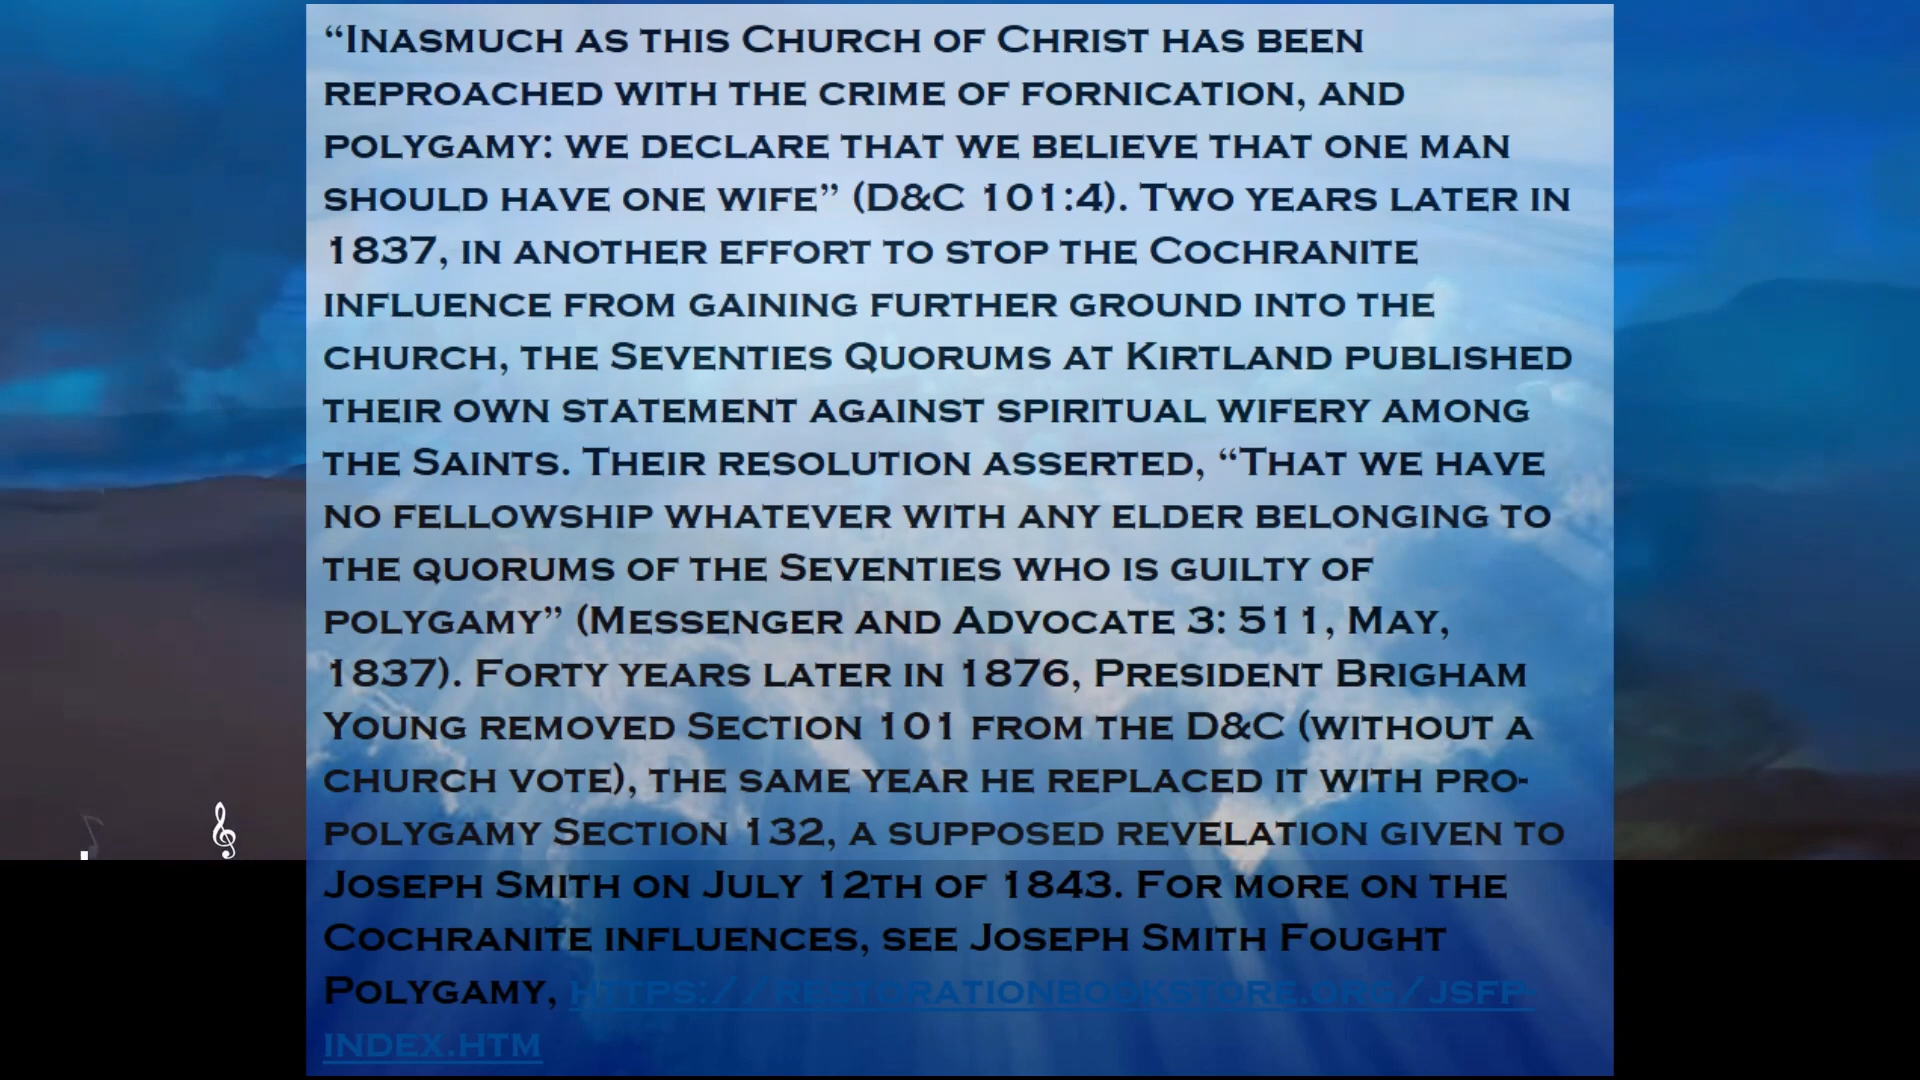 “Inasmuch as this Church of Christ has been
reproached with the crime of fornication, and
polygamy: we declare that we believe that one man
should have one wife” (D&C 101:4). Two years later in
1837, in another effort to stop the Cochranite
influence from gaining further ground into the
church, the Seventies Quorums at Kirtland published
their own statement against spiritual wifery among
the Saints. Their resolution asserted, “That we have
no fellowship whatever with any elder belonging to
the quorums of the Seventies who is guilty of
polygamy” (Messenger and Advocate 3: 511, May,
1837). Forty years later in 1876, President Brigham
Young removed Section 101 from the D&C (without a
church vote), the same year he replaced it with pro-
polygamy Section 132, a supposed revelation given to
Joseph Smith on July 12th of 1843. For more on the
Cochranite influences, see Joseph Smith Fought
Polygamy, https://restorationbookstore.org/jsfp-
index.htm